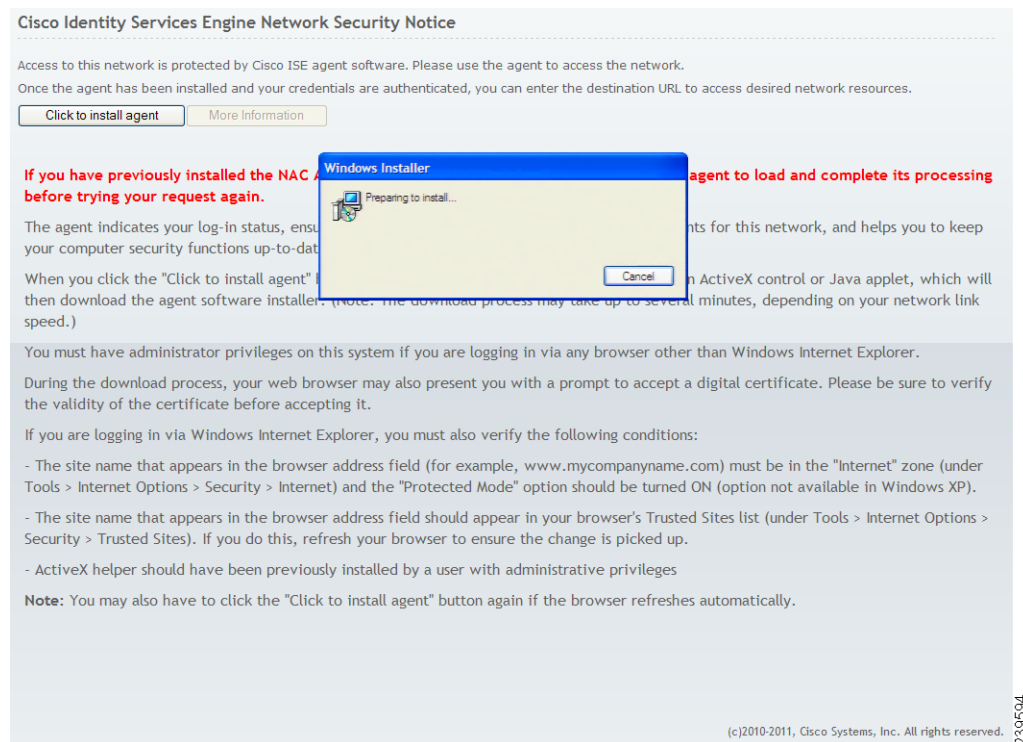 Cisco Identity Services Engine Network Security Notice
Access to this network is protected by Cisco ISE agent software. Please use the agent to access the network.
Once the agent has been installed and your credentials are authenticated, you can enter the destination URL to access desired network resources.
Click to install agent More Information
Windows Installer
Preparing to install...
Cancel
If you have previously installed the NAC agent to load and complete its processing
before trying your request again.
The agent indicates your log-in status, for this network, and helps you to keep
your computer security functions
When you click the "Click to install agent" ActiveX control or Java applet, which will
then download the agent software installer. (Note: The download process may take up to several minutes, depending on your network link
speed.)
You must have administrator privileges on this system if you are logging in via any browser other than Windows Internet Explorer.
During the download process, your web browser may also present you with a prompt to accept a digital certificate. Please be sure to verify
the validity of the certificate before accepting it.
If you are logging in via Windows Internet Explorer, you must also verify the following conditions:
- The site name that appears in the browser address field (for example, www.mycompanyname.com) must be in the "Internet" zone (under
Tools > Internet Options > Security > Internet) and the "Protected Mode" option should be turned ON (option not available in Windows XP).
- The site name that appears in the browser address field should appear in your browser's Trusted Sites list (under Tools > Internet Options >
Security > Trusted Sites). If you do this, refresh your browser to ensure the change is picked up.
- ActiveX helper should have been previously installed by a user with administrative privileges
Note: You may also have to click the "Click to install agent" button again if the browser refreshes automatically.
(c)2010-2011, Cisco Systems, Inc. All rights reserved.
239594